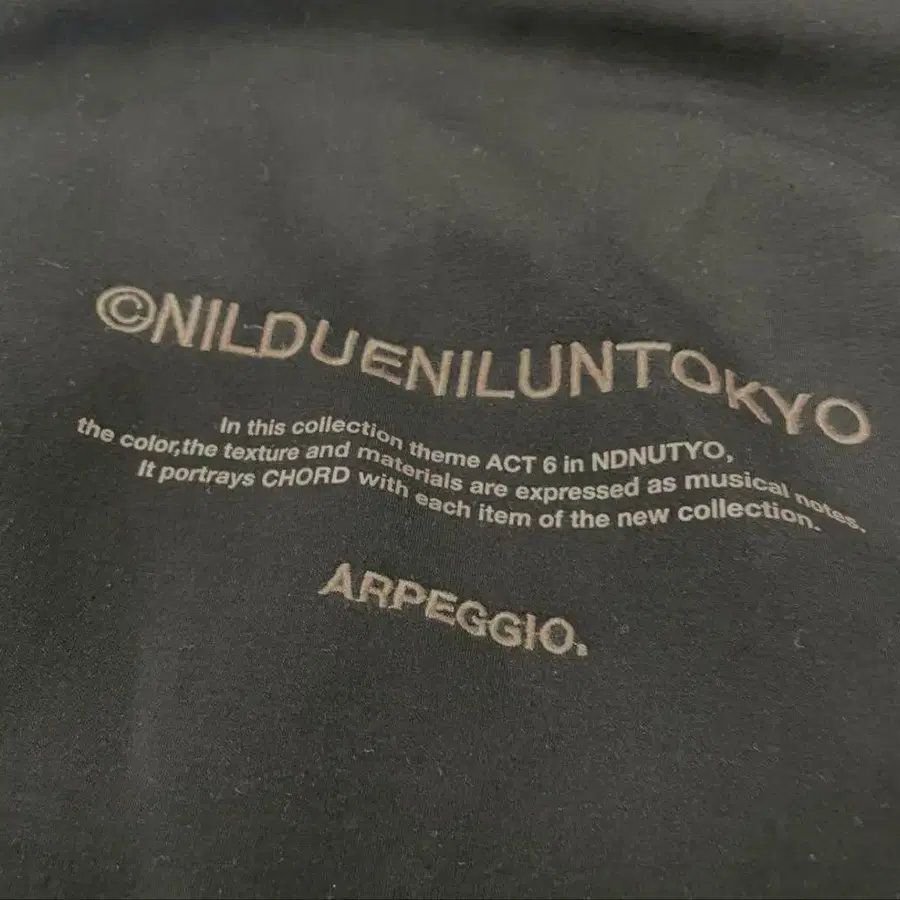 ©NILDUENILUNTOKYO
In this collection theme ACT 6 in NDNUTYO,
the color,the texture and materials are expressed as musical notes.
It portrays CHORD with each item of the new collection.
ARPEGGIO.